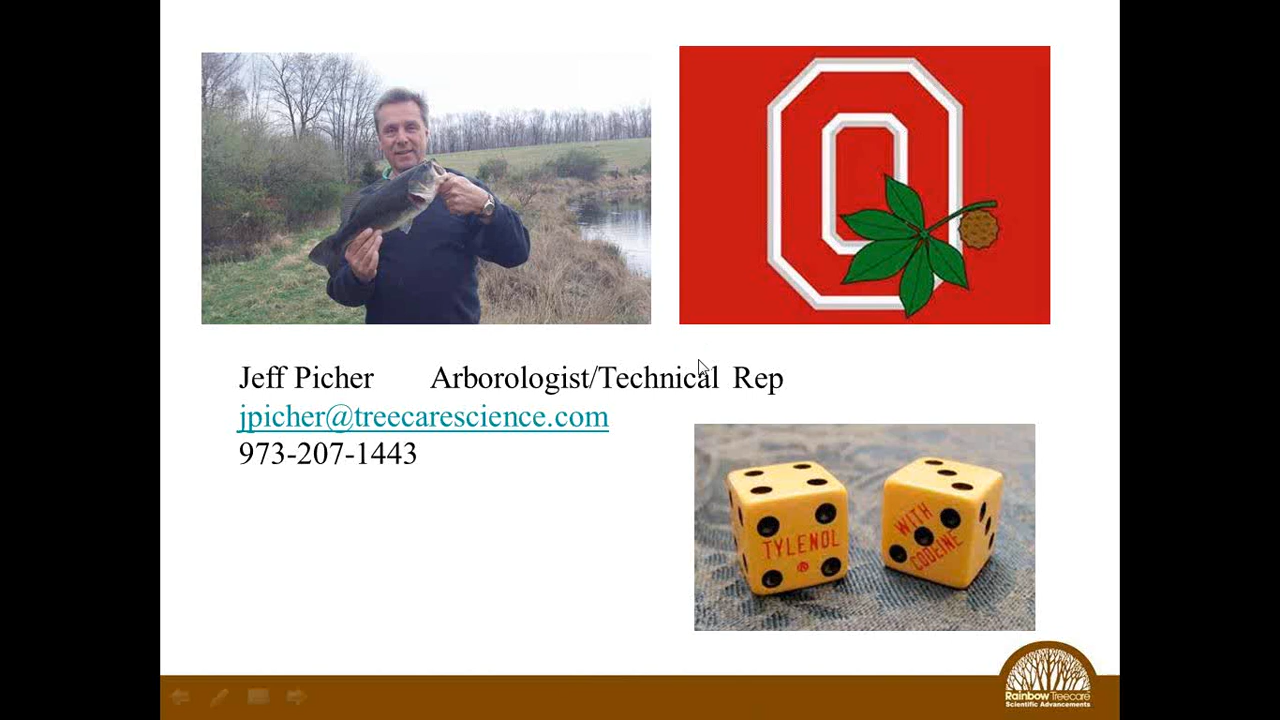 O
Jeff Picher Arborologist/Technical Rep
jpicher@treecarescience.com
973-207-1443
TYLENOL
®
WITH
CODEINE
Rainbow Treecare
Scientific Advancements